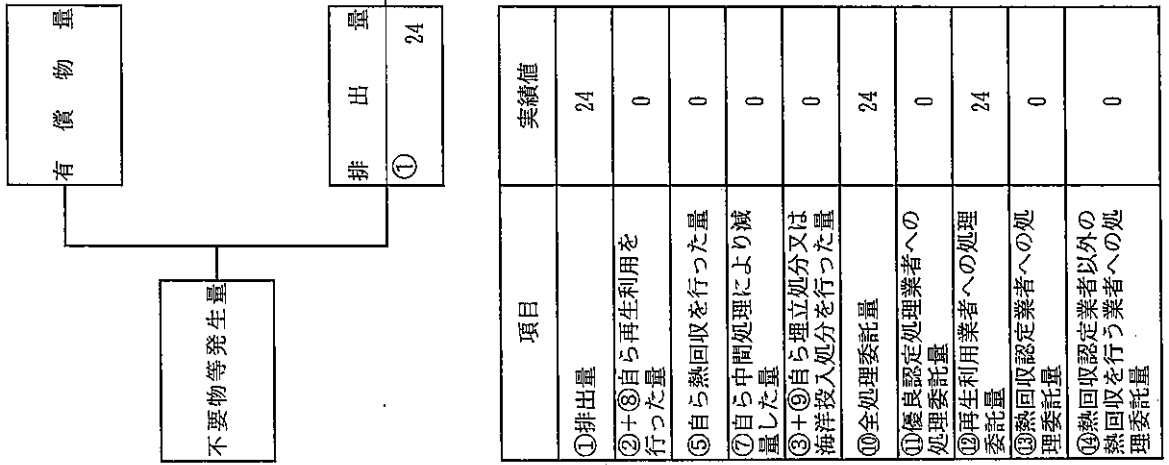 不要物等発生量
有償物量
排出量
① 24
項目 実績値
①排出量 24
②+⑧自ら再生利用を
行った量 0
⑤自ら熱回収を行った量 0
⑦自ら中間処理により減
量した量 0
③+⑨自ら埋立処分又は
海洋投入処分を行った量 0
⑩全処理委託量 24
⑪優良認定処理業者への
処理委託量 0
⑫再生利用業者への処理
委託量 24
⑬熱回収認定業者への処
理委託量 0
⑭熱回収認定業者以外の
熱回収を行う業者への処
理委託量 0